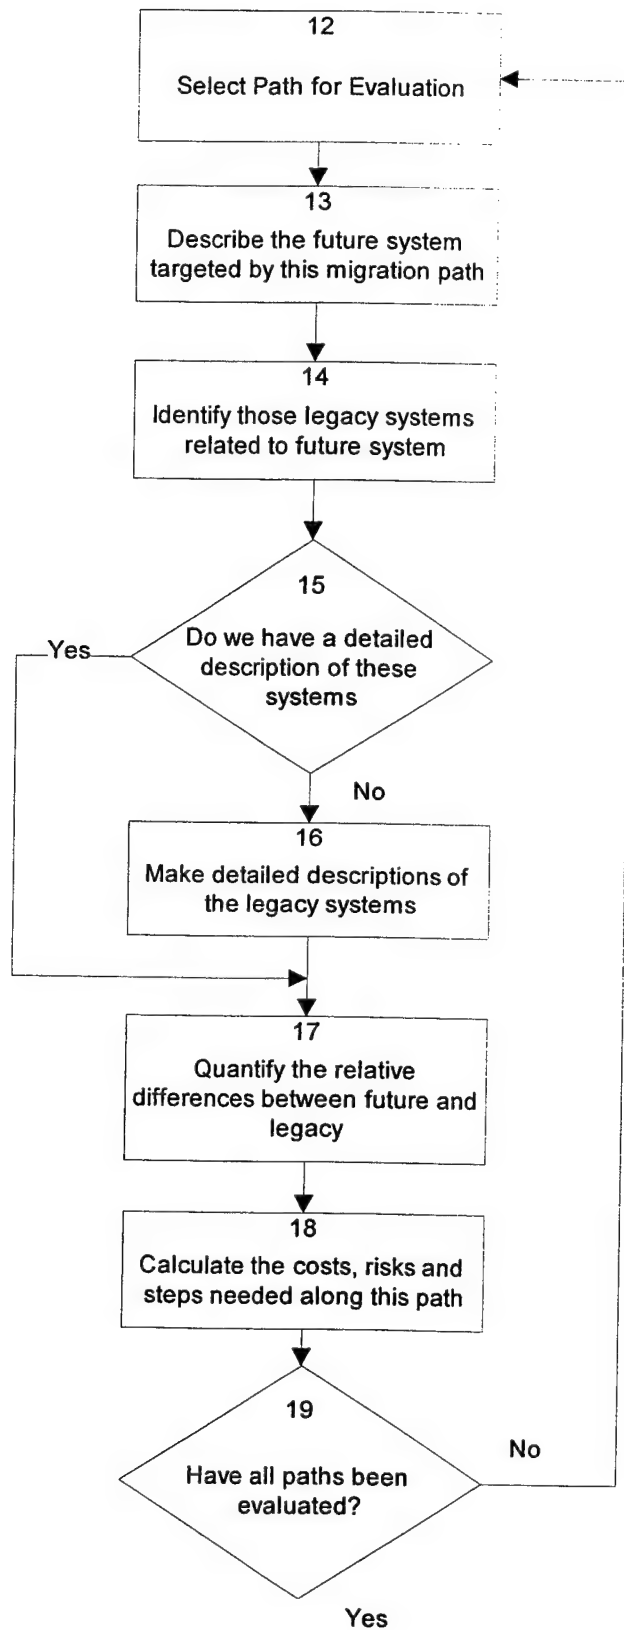 12
Select Path for Evaluation
13
Describe the future system
targeted by this migration path
14
Identify those legacy systems
related to future system
15
Do we have a detailed
description of these
systems
Yes
No
16
Make detailed descriptions of
the legacy systems
17
Quantify the relative
differences between future and
legacy
18
Calculate the costs, risks and
steps needed along this path
19
Have all paths been
evaluated?
No
Yes